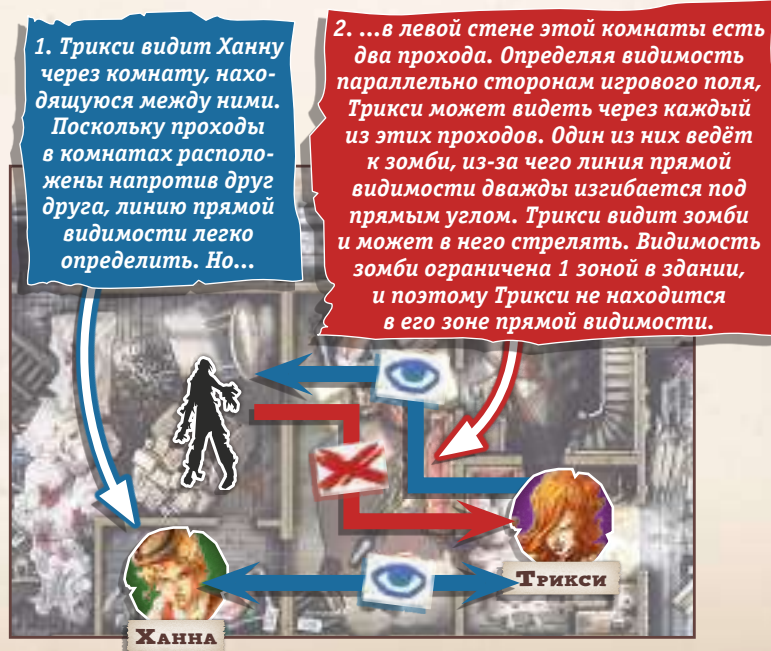 1. Трикси видит Ханну
через комнату, нахо-
дящуюся между ними.
Поскольку проходы
в комнатах располо-
жены напротив друг
друга, линию прямой
видимости легко
определить. Но...
2. ...в левой стене этой комнаты есть
два прохода. Определяя видимость
параллельно сторонам игрового поля,
Трикси может видеть через каждый
из этих проходов. Один из них ведёт
к зомби, из-за чего линия прямой
видимости дважды изгибается под
прямым углом. Трикси видит зомби
и может в него стрелять. Видимость
зомби ограничена 1 зоной в здании,
и поэтому Трикси не находится
в его зоне прямой видимости.
Трикси
Ханна